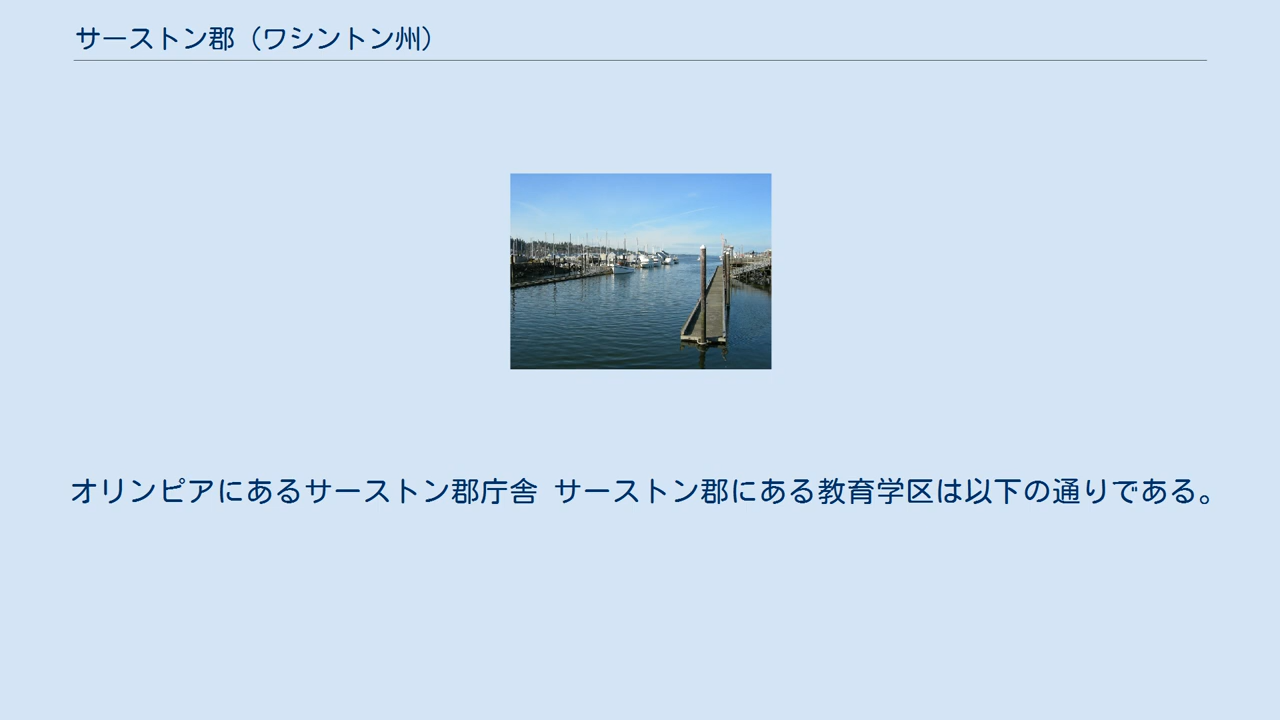 サーストン郡（ワシントン州）
オリンピアにあるサーストン郡庁舎 サーストン郡にある教育学区は以下の通りである。